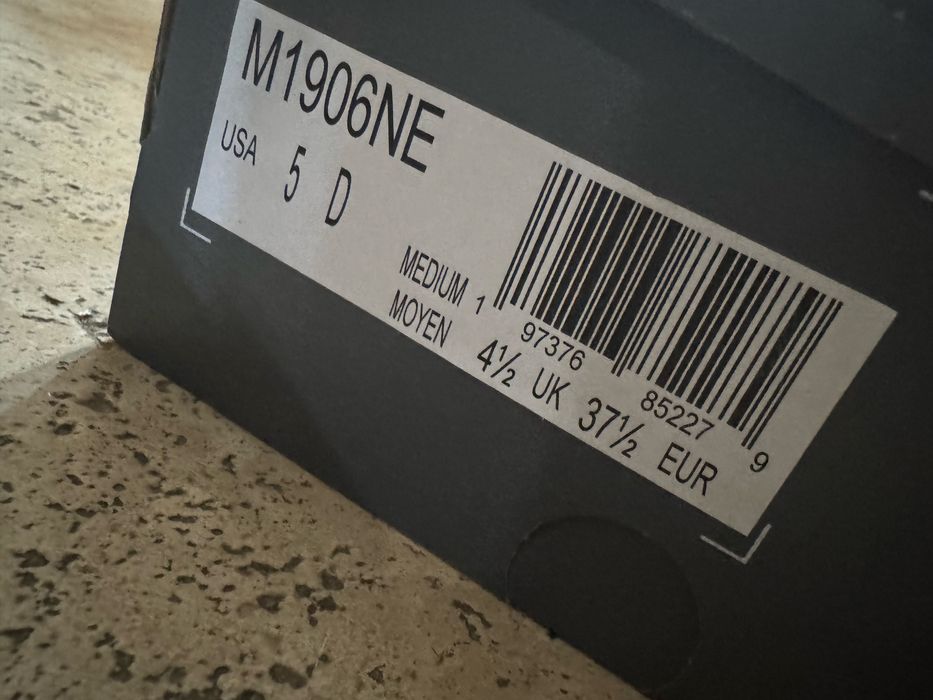 M1906NE
USA 5 D
MEDIUM
MOYEN
1 97376 85227 9
4½ UK 37½ EUR